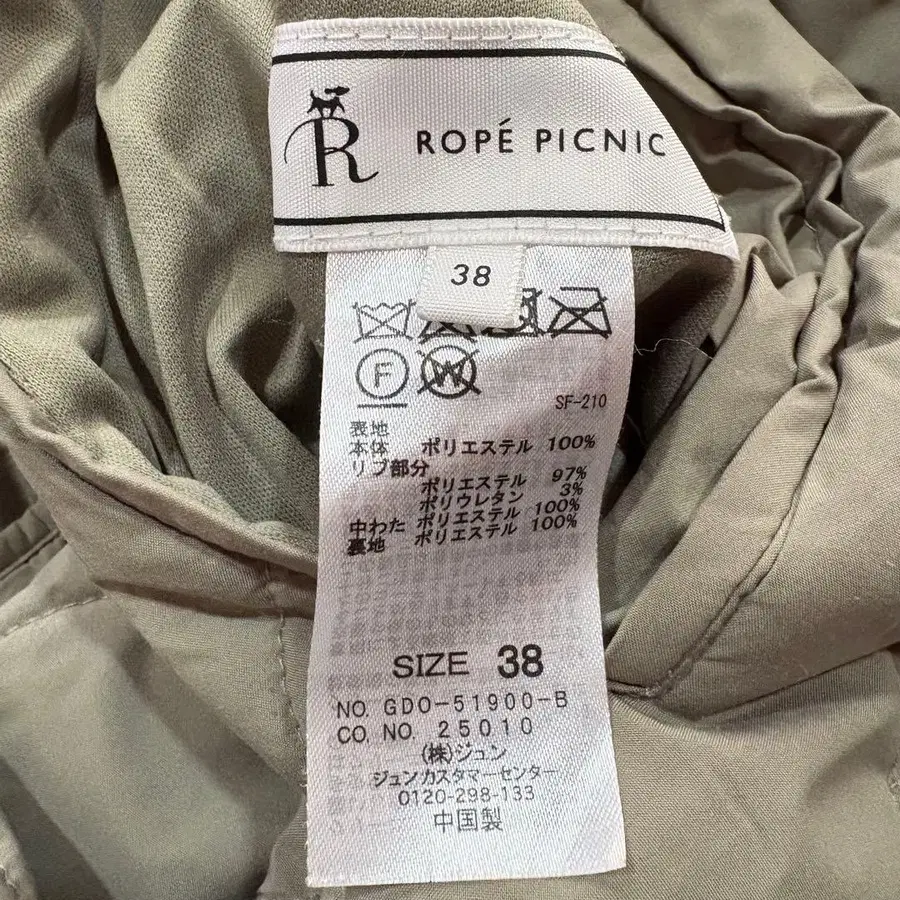 R ROPÉ PICNIC
38
F W
SF-210
表地
本体 ポリエステル 100%
リブ部分
ポリエステル 97%
ポリウレタン 3%
中わた ポリエステル 100%
裏地 ポリエステル 100%
SIZE 38
NO. GDO-51900-B
CO. NO. 25010
(株)ジュン
ジュンカスタマーセンター
0120-298-133
中国製